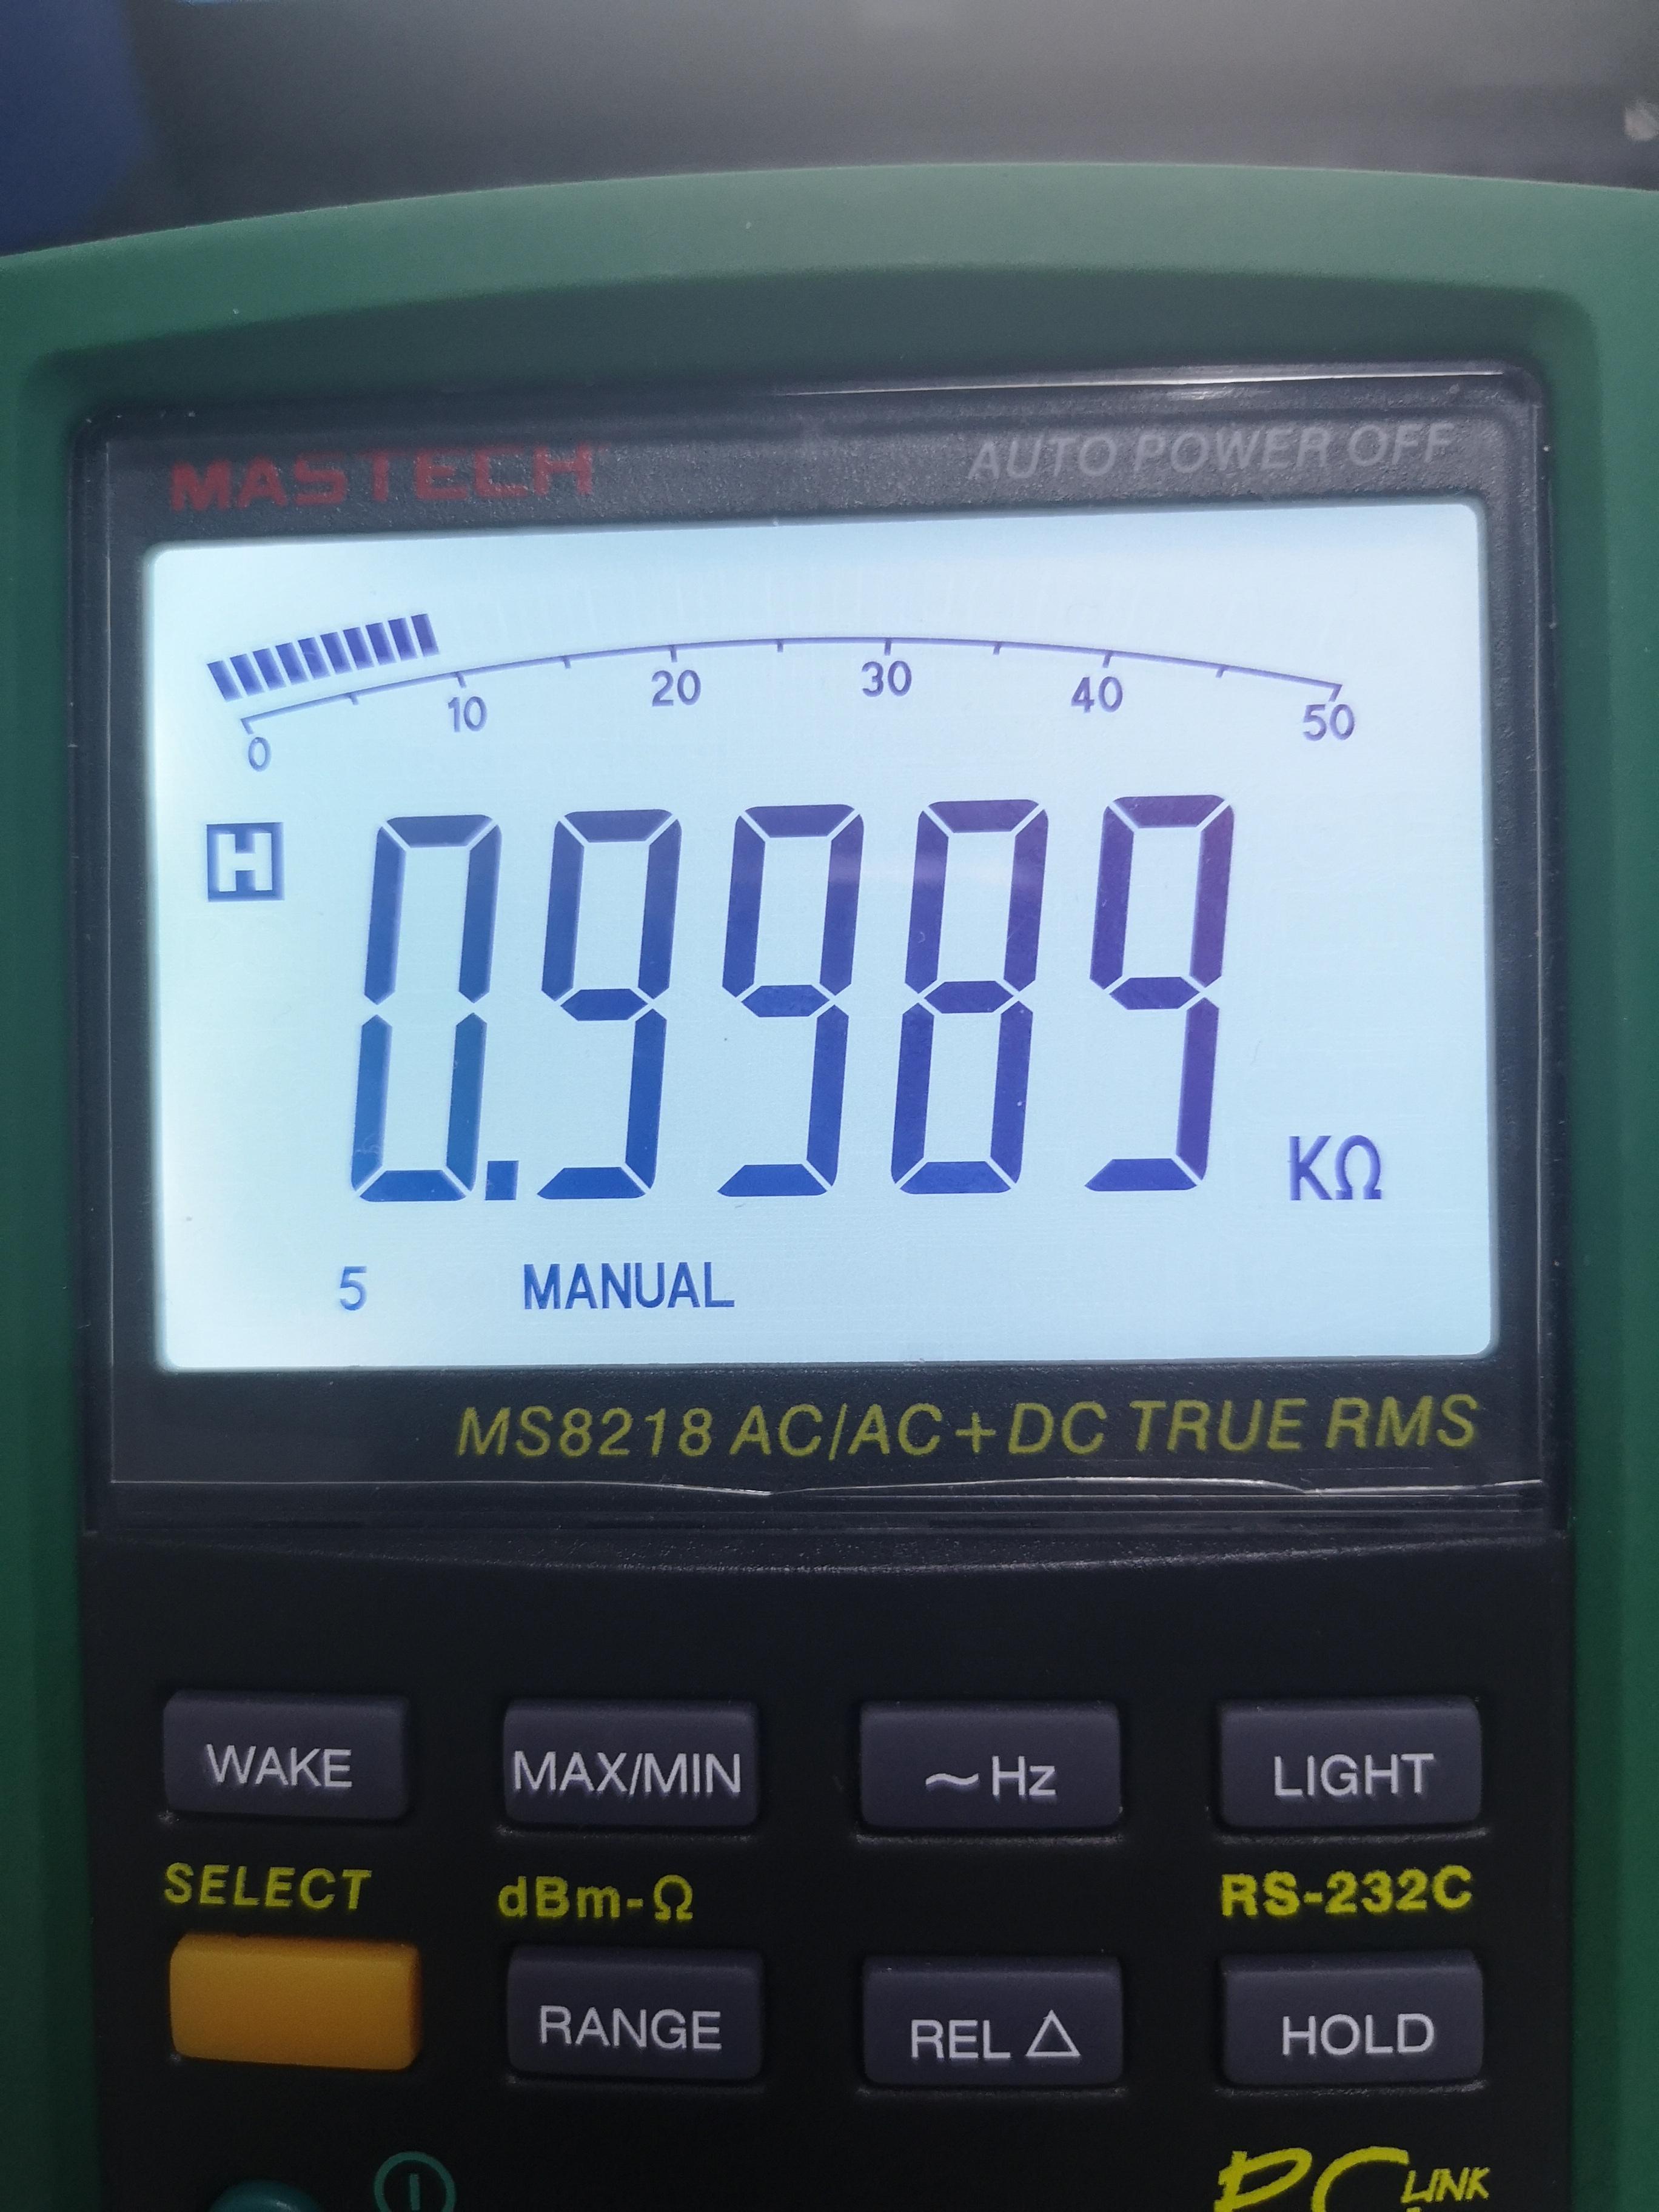 MASTECH AUTO POWER OFF
0 10 20 30 40 50
H
0.9989 KΩ
5 MANUAL
MS8218 AC/AC+DC TRUE RMS
WAKE MAX/MIN ~Hz LIGHT
SELECT dBm-Ω RS-232C
RANGE REL △ HOLD
PC LINK